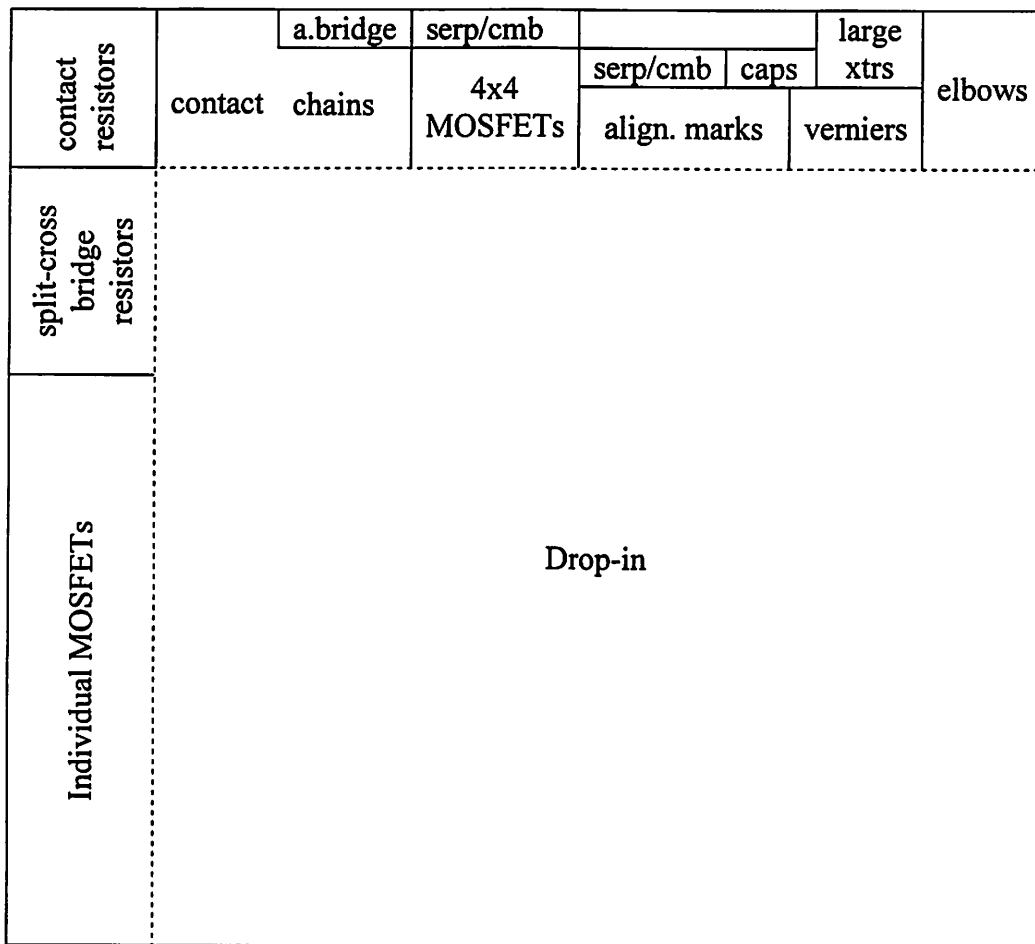 contact
resistors
contact chains
a.bridge
serp/cmb
4x4
MOSFETs
serp/cmb
caps
large
xtrs
align. marks
verniers
elbows
split-cross
bridge
resistors
Individual MOSFETs
Drop-in